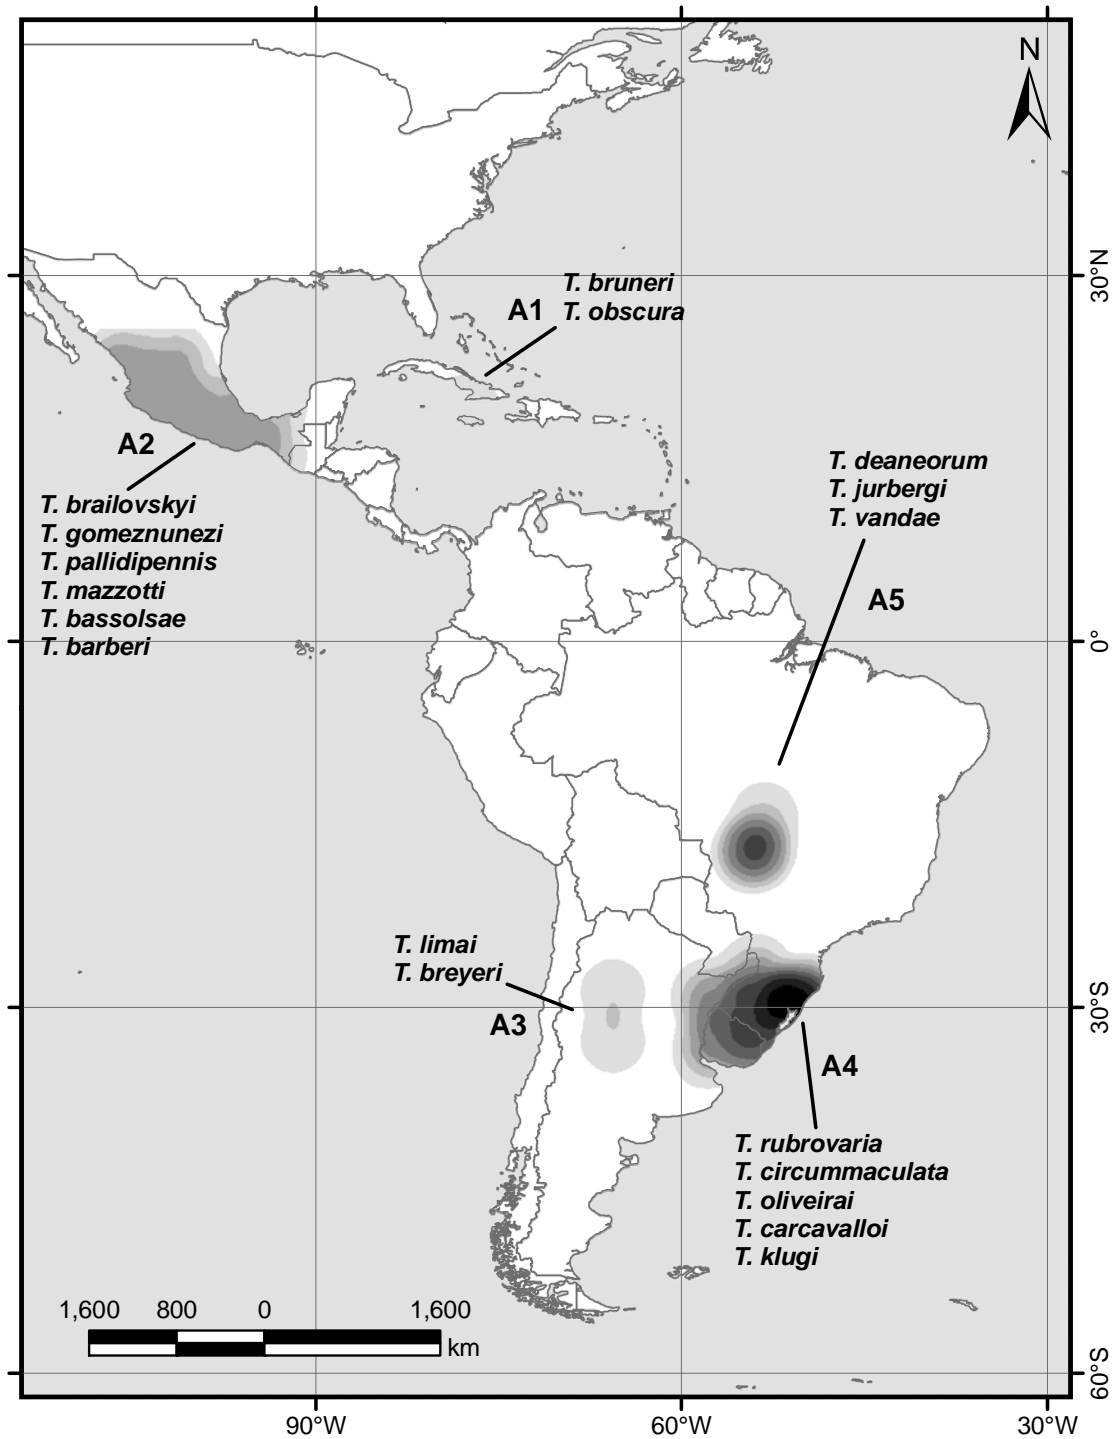 N
30°N
T. bruneri
A1
T. obscura
A2
T. brailovskyi
T. gomeznunezi
T. pallidipennis
T. mazzotti
T. bassolsae
T. barberi
T. deaneorum
T. jurbergi
T. vandae
A5
0°
T. limai
T. breyeri
A3
30°S
A4
T. rubrovaria
T. circummaculata
T. oliveirai
T. carcavalloi
T. klugi
1,600 800 0 1,600
km
60°S
90°W 60°W 30°W